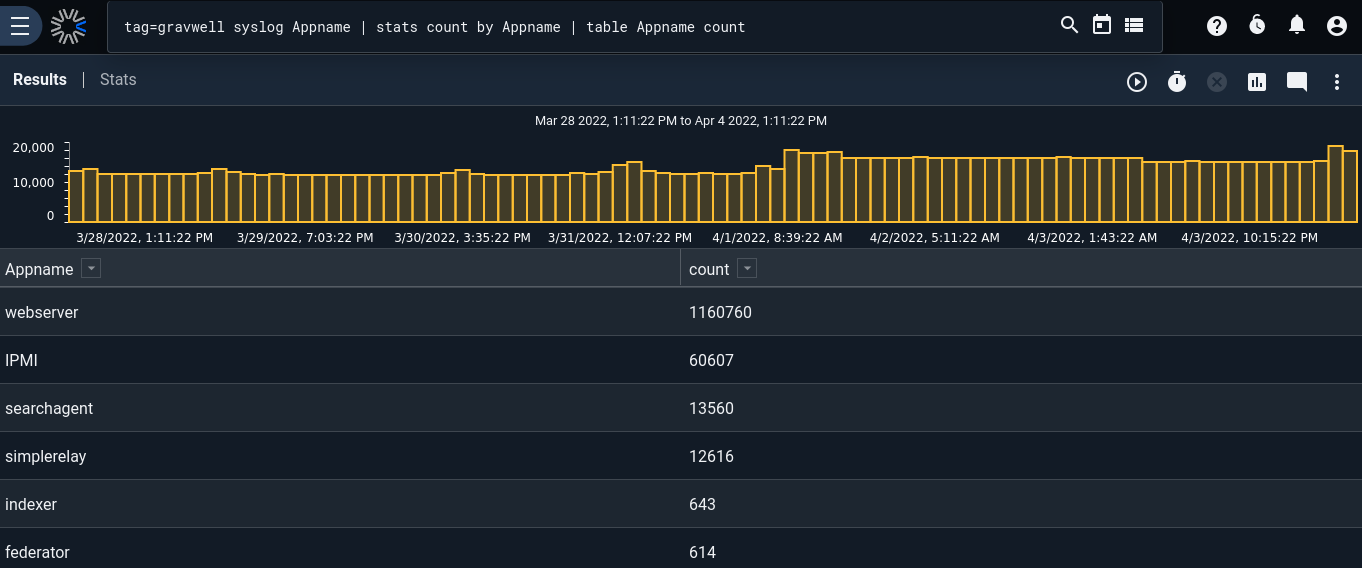 tag=gravwell syslog Appname | stats count by Appname | table Appname count
Results | Stats
Mar 28 2022, 1:11:22 PM to Apr 4 2022, 1:11:22 PM
20,000
10,000
0
3/28/2022, 1:11:22 PM 3/29/2022, 7:03:22 PM 3/30/2022, 3:35:22 PM 3/31/2022, 12:07:22 PM 4/1/2022, 8:39:22 AM 4/2/2022, 5:11:22 AM 4/3/2022, 1:43:22 AM 4/3/2022, 10:15:22 PM
Appname count
webserver 1160760
IPMI 60607
searchagent 13560
simplerelay 12616
indexer 643
federator 614